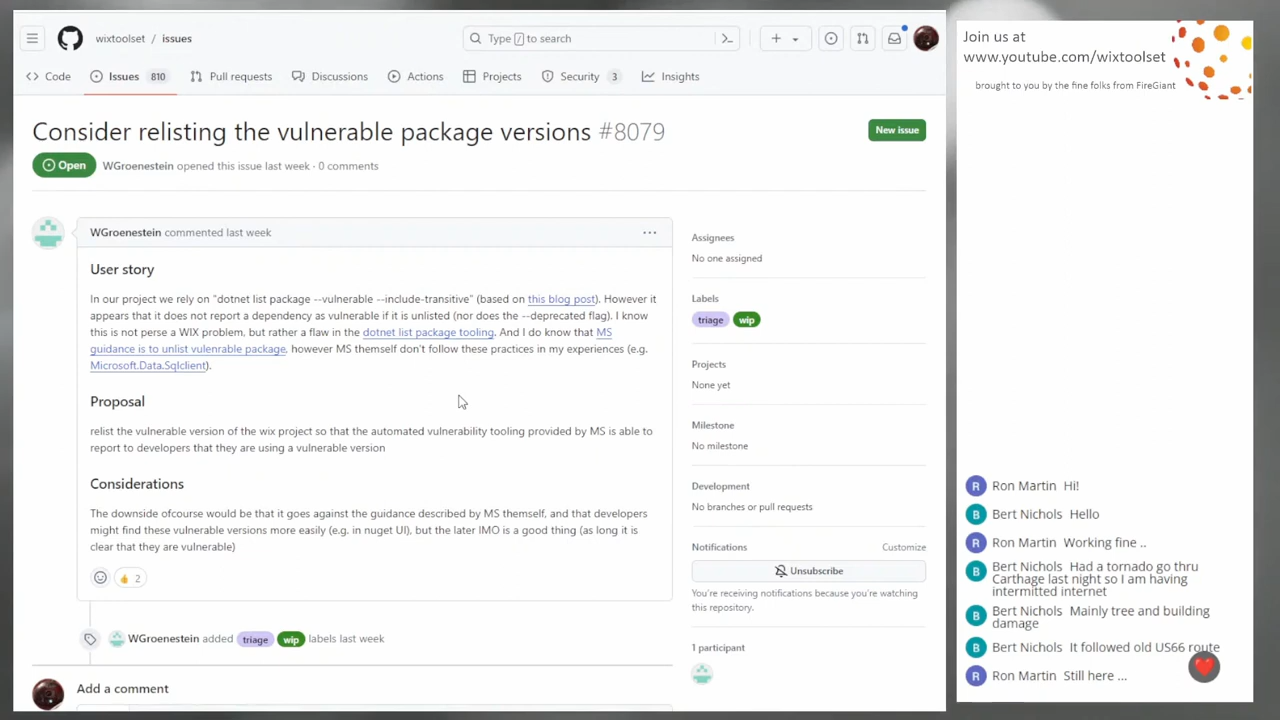 wixtoolset / issues
Type / to search
Code
Issues 810
Pull requests
Discussions
Actions
Projects
Security 3
Insights
Consider relisting the vulnerable package versions #8079
New issue
Open
WGroenestein opened this issue last week · 0 comments
WGroenestein commented last week
User story
In our project we rely on "dotnet list package --vulnerable --include-transitive" (based on this blog post). However it
appears that it does not report a dependency as vulnerable if it is unlisted (nor does the --deprecated flag). I know
this is not perse a WIX problem, but rather a flaw in the dotnet list package tooling. And I do know that MS
guidance is to unlist vulenrable package, however MS themself don't follow these practices in my experiences (e.g.
Microsoft.Data.Sqlclient).
Proposal
relist the vulnerable version of the wix project so that the automated vulnerability tooling provided by MS is able to
report to developers that they are using a vulnerable version
Considerations
The downside ofcourse would be that it goes against the guidance described by MS themself, and that developers
might find these vulnerable versions more easily (e.g. in nuget UI), but the later IMO is a good thing (as long it is
clear that they are vulnerable)
👍 2
WGroenestein added triage wip labels last week
Add a comment
Assignees
No one assigned
Labels
triage wip
Projects
None yet
Milestone
No milestone
Development
No branches or pull requests
Notifications
Customize
Unsubscribe
You're receiving notifications because you're watching
this repository.
1 participant
Join us at
www.youtube.com/wixtoolset
brought to you by the fine folks from FireGiant
R Ron Martin Hi!
B Bert Nichols Hello
R Ron Martin Working fine ..
B Bert Nichols Had a tornado go thru
Carthage last night so I am having
intermitted internet
B Bert Nichols Mainly tree and building
damage
B Bert Nichols It followed old US66 route
R Ron Martin Still here ...